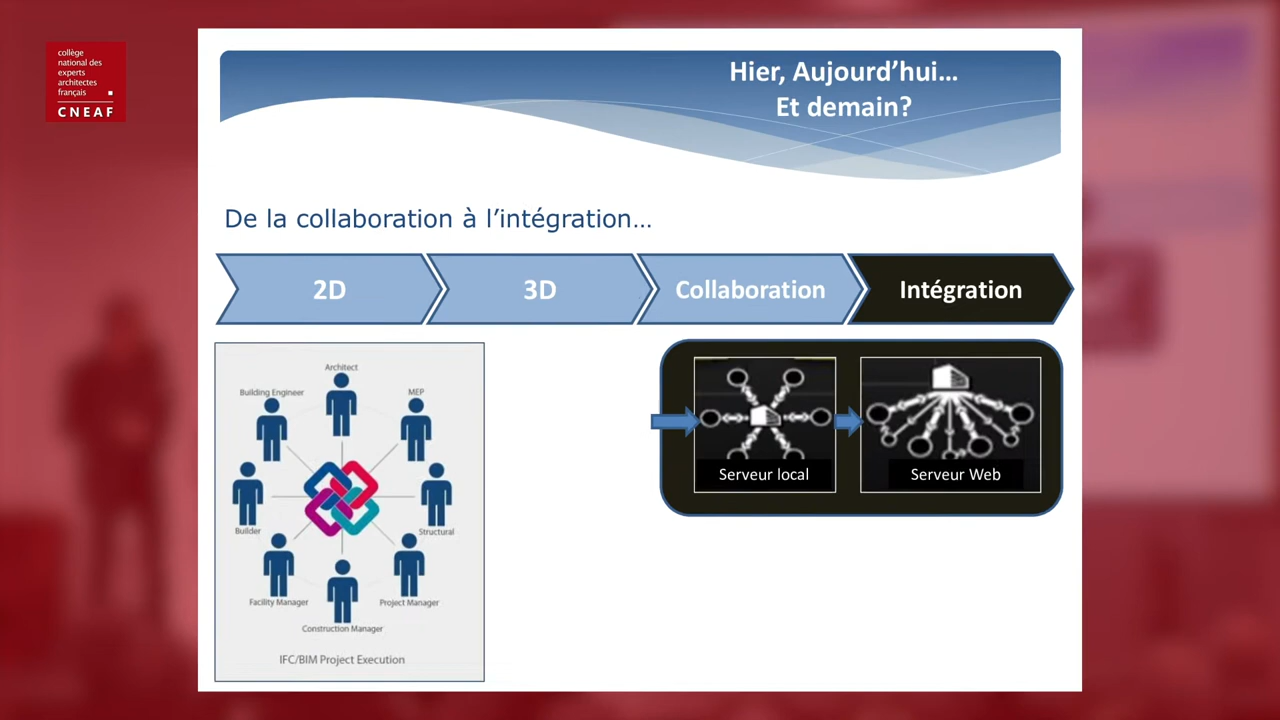 collège
national des
experts
architectes
français
CNEAF
Hier, Aujourd’hui…
Et demain?
De la collaboration à l’intégration…
2D
3D
Collaboration
Intégration
Architect
Building Engineer
MEP
Builder
Structural
Facility Manager
Project Manager
Construction Manager
IFC/BIM Project Execution
Serveur local
Serveur Web